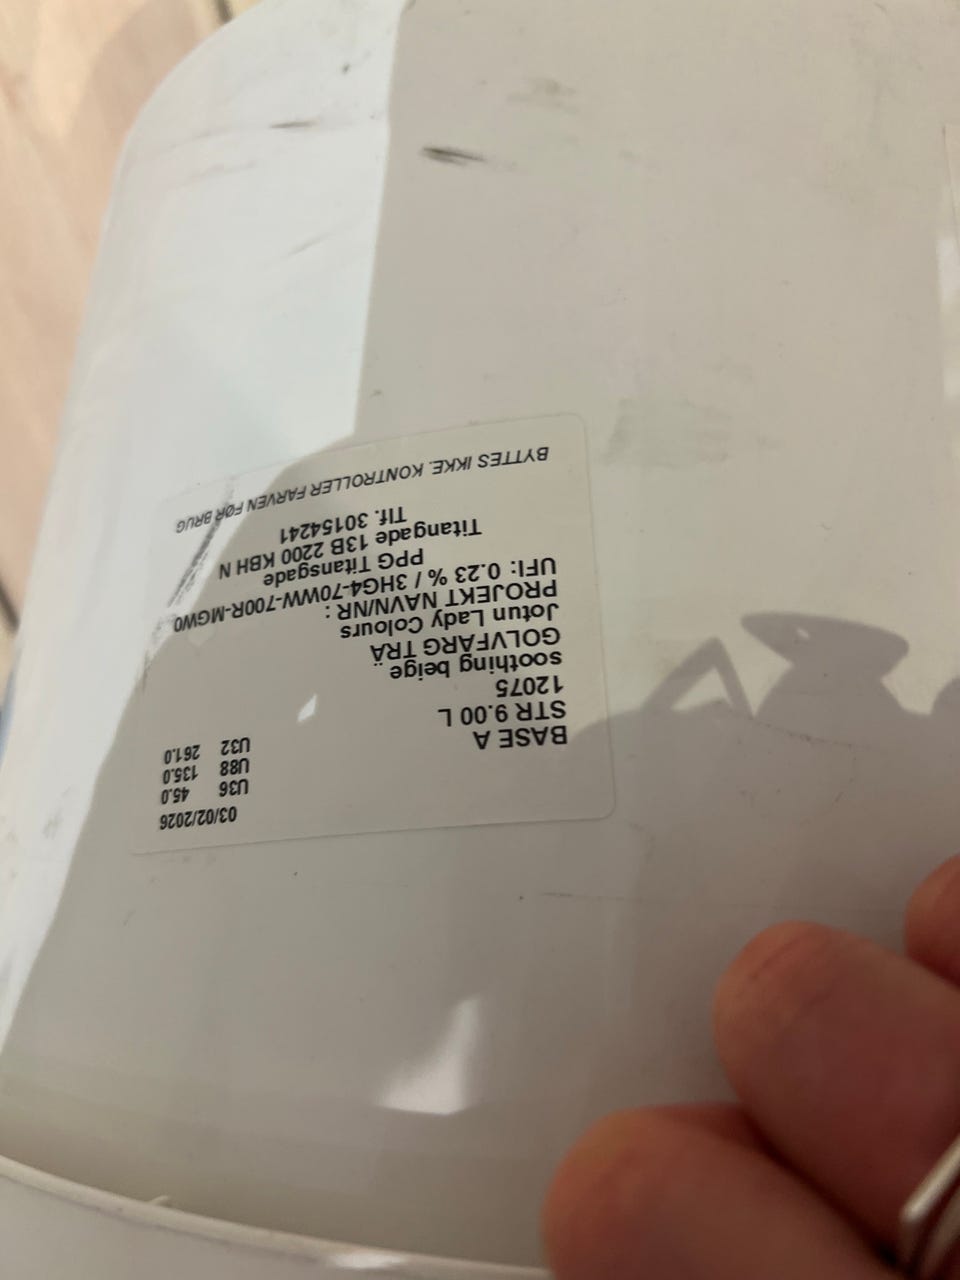 03/02/2026
U36 45.0
U88 135.0
U32 261.0
BASE A
STR 9.00 L
12075
soothing beige
GOLVFÄRG TRÄ
Jotun Lady Colours
PROJEKT NAVN/NR :
UFI: 0.23 % / 3HG4-70WW-700R-MGW0
PPG Titansgade
Titangade 13B 2200 KBH N
Tlf. 30154241
BYTTES IKKE. KONTROLLER FARVEN FØR BRUG